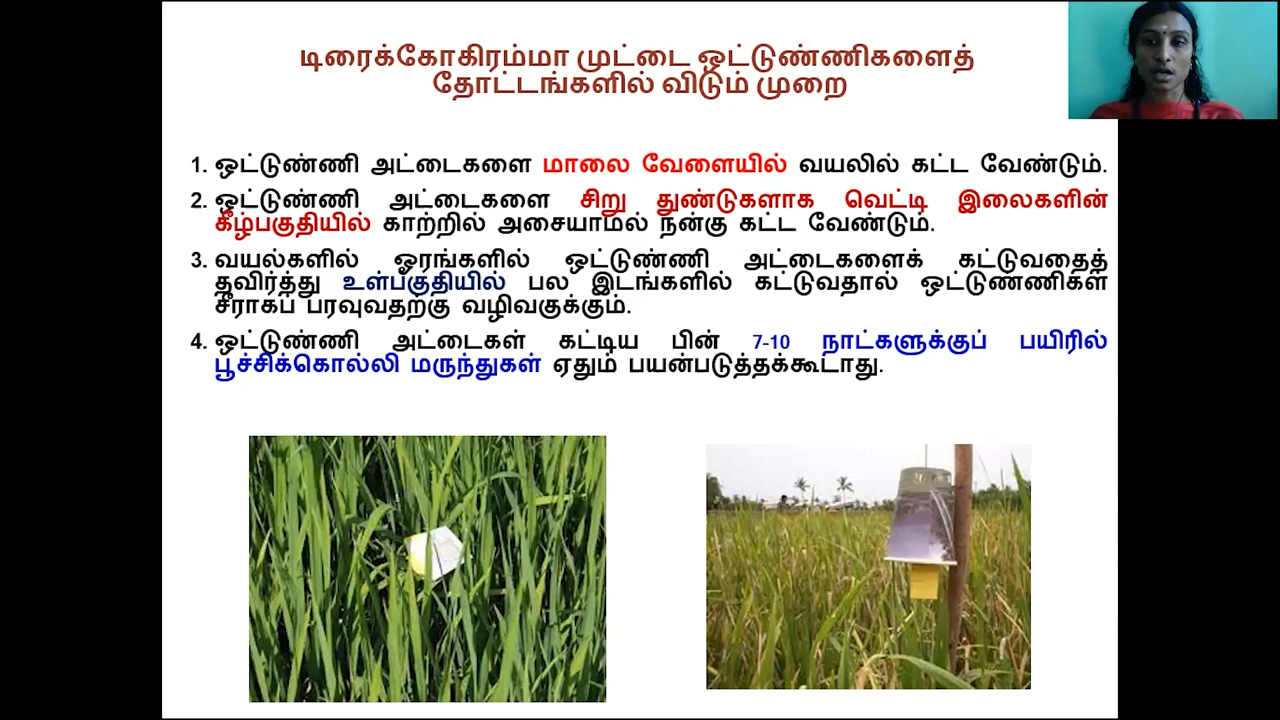 டிரைக்கோகிரம்மா முட்டை ஒட்டுண்ணிகளைத்
தோட்டங்களில் விடும் முறை
1. ஒட்டுண்ணி அட்டைகளை மாலை வேளையில் வயலில் கட்ட வேண்டும்.
2. ஒட்டுண்ணி அட்டைகளை சிறு துண்டுகளாக வெட்டி இலைகளின்
கீழ்பகுதியில் காற்றில் அசையாமல் நன்கு கட்ட வேண்டும்.
3. வயல்களில் ஓரங்களில் ஒட்டுண்ணி அட்டைகளைக் கட்டுவதைத்
தவிர்த்து உள்பகுதியில் பல இடங்களில் கட்டுவதால் ஒட்டுண்ணிகள்
சீராகப் பரவுவதற்கு வழிவகுக்கும்.
4. ஒட்டுண்ணி அட்டைகள் கட்டிய பின் 7-10 நாட்களுக்குப் பயிரில்
பூச்சிக்கொல்லி மருந்துகள் ஏதும் பயன்படுத்தக்கூடாது.